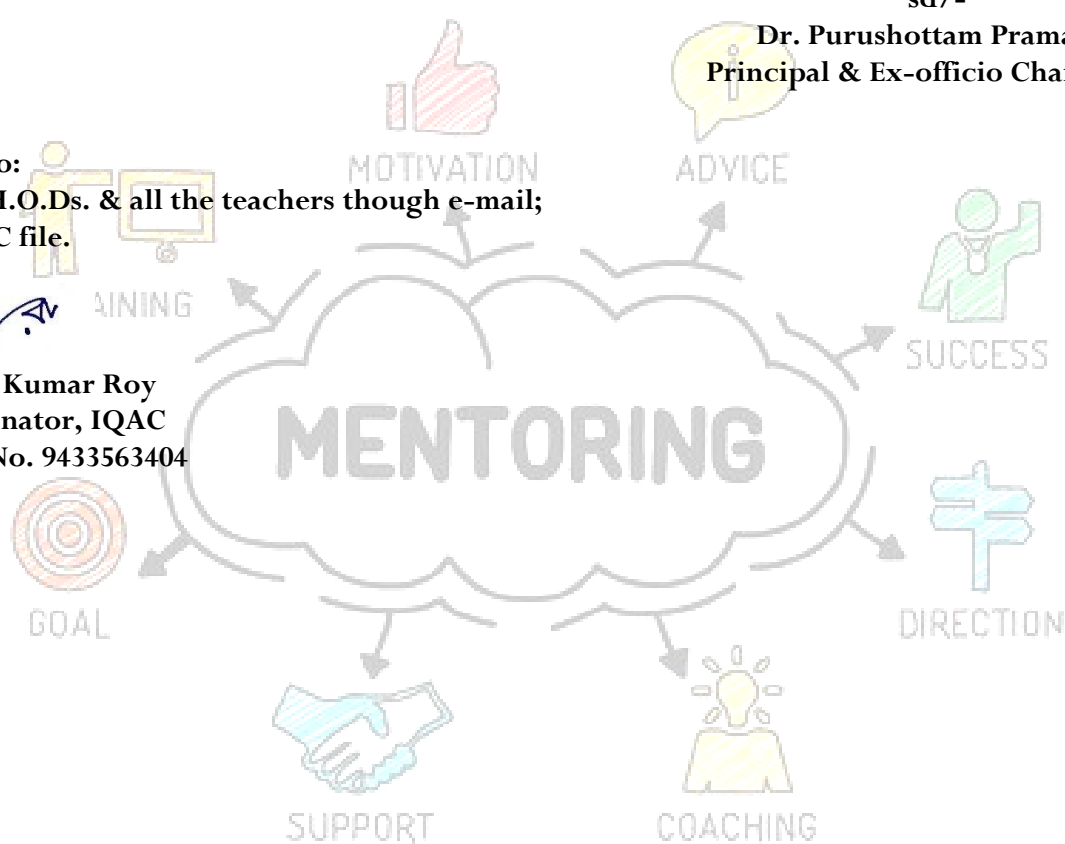 sd/-
Dr. Purushottam Prama
Principal & Ex-officio Cha
o:
H.O.Ds. & all the teachers though e-mail;
C file.
Kumar Roy
nator, IQAC
No. 9433563404
MOTIVATION
ADVICE
AINING
SUCCESS
MENTORING
GOAL
DIRECTION
SUPPORT
COACHING